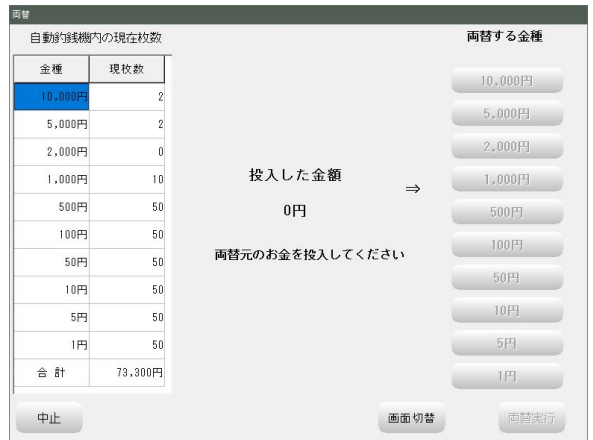 両替
自動釣銭機内の現在枚数
両替する金種
金種 現枚数
10,000円 2
5,000円 2
2,000円 0
1,000円 10
500円 50
100円 50
50円 50
10円 50
5円 50
1円 50
合 計 73,300円
投入した金額
⇒
0円
両替元のお金を投入してください
10,000円
5,000円
2,000円
1,000円
500円
100円
50円
10円
5円
1円
中止
画面切替
両替実行